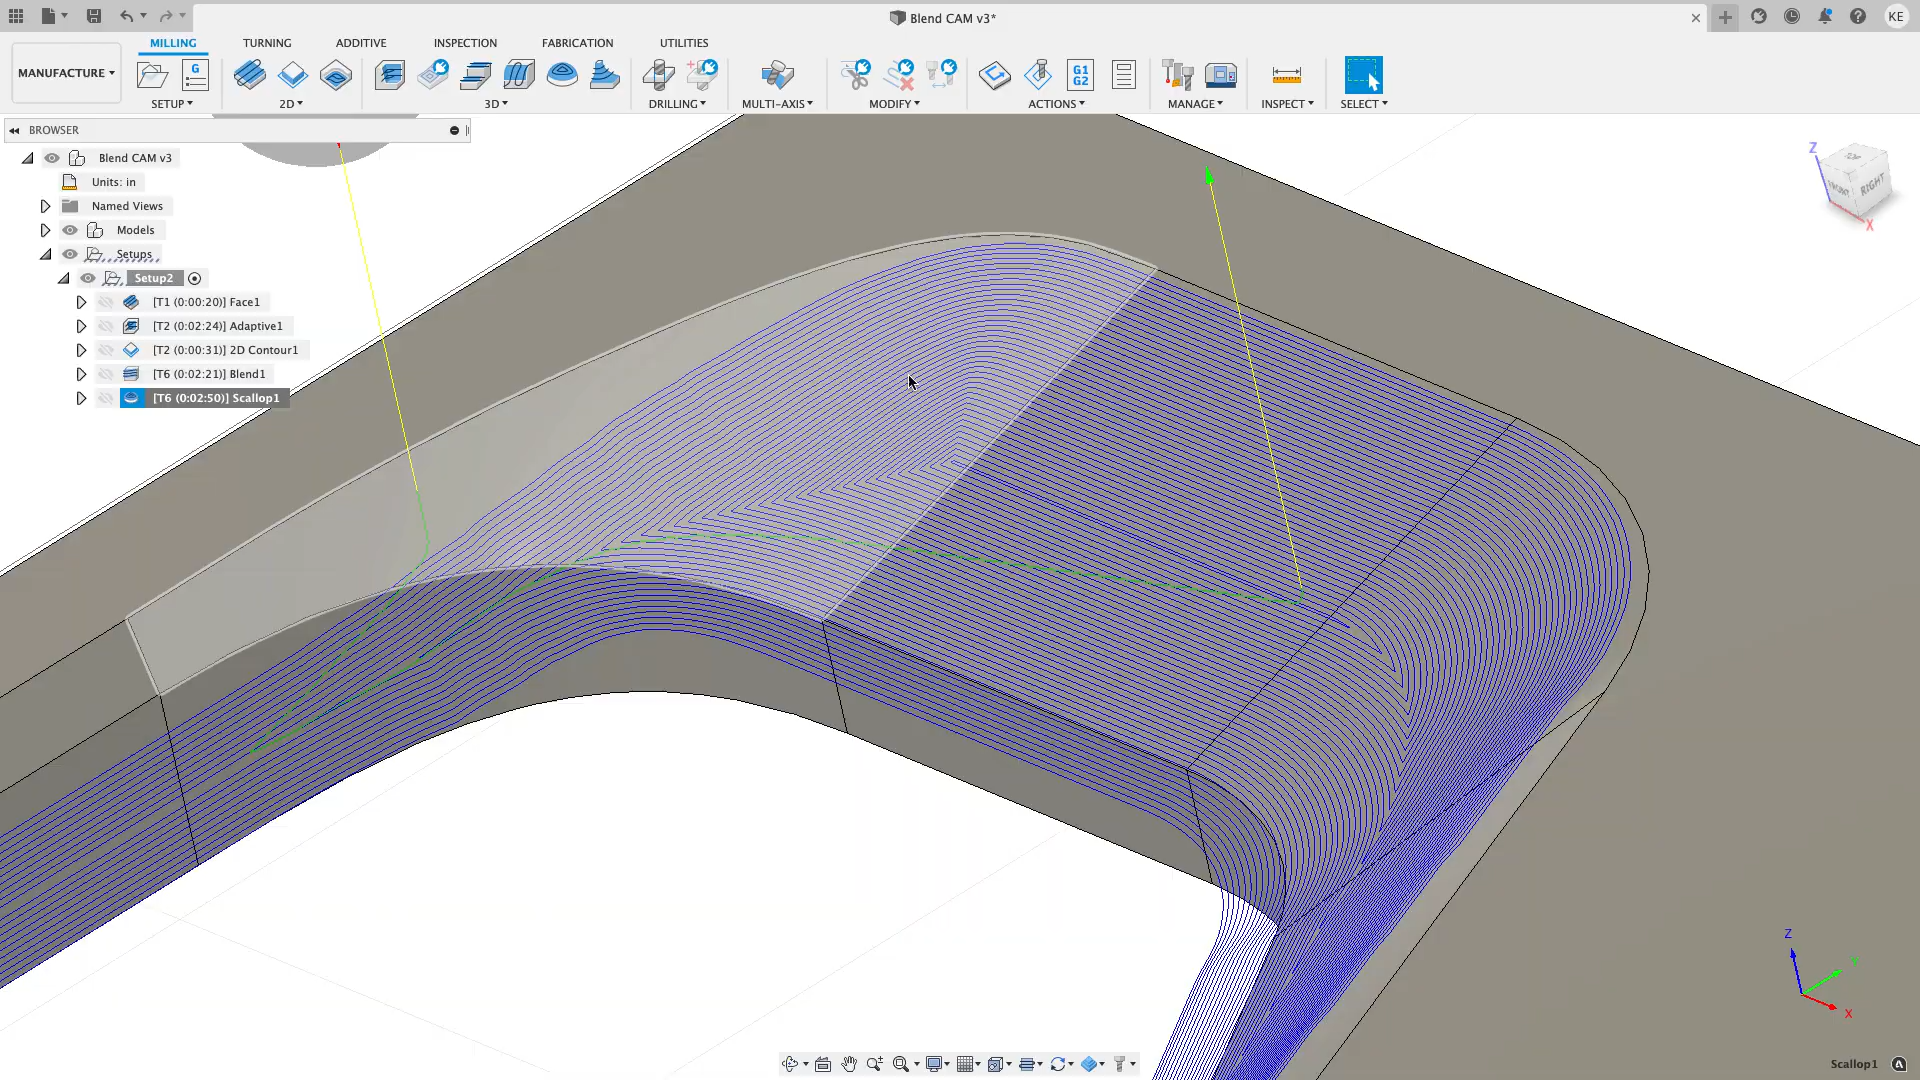 Blend CAM v3*
KE
MANUFACTURE
MILLING
TURNING
ADDITIVE
INSPECTION
FABRICATION
UTILITIES
G
G1
G2
SETUP
2D
3D
DRILLING
MULTI-AXIS
MODIFY
ACTIONS
MANAGE
INSPECT
SELECT
BROWSER
Blend CAM v3
Units: in
Named Views
Models
Setups
Setup2
[T1 (0:00:20)] Face1
[T2 (0:02:24)] Adaptive1
[T2 (0:00:31)] 2D Contour1
[T6 (0:02:21)] Blend1
[T6 (0:02:50)] Scallop1
Z
RIGHT
X
Z
Y
X
Scallop1